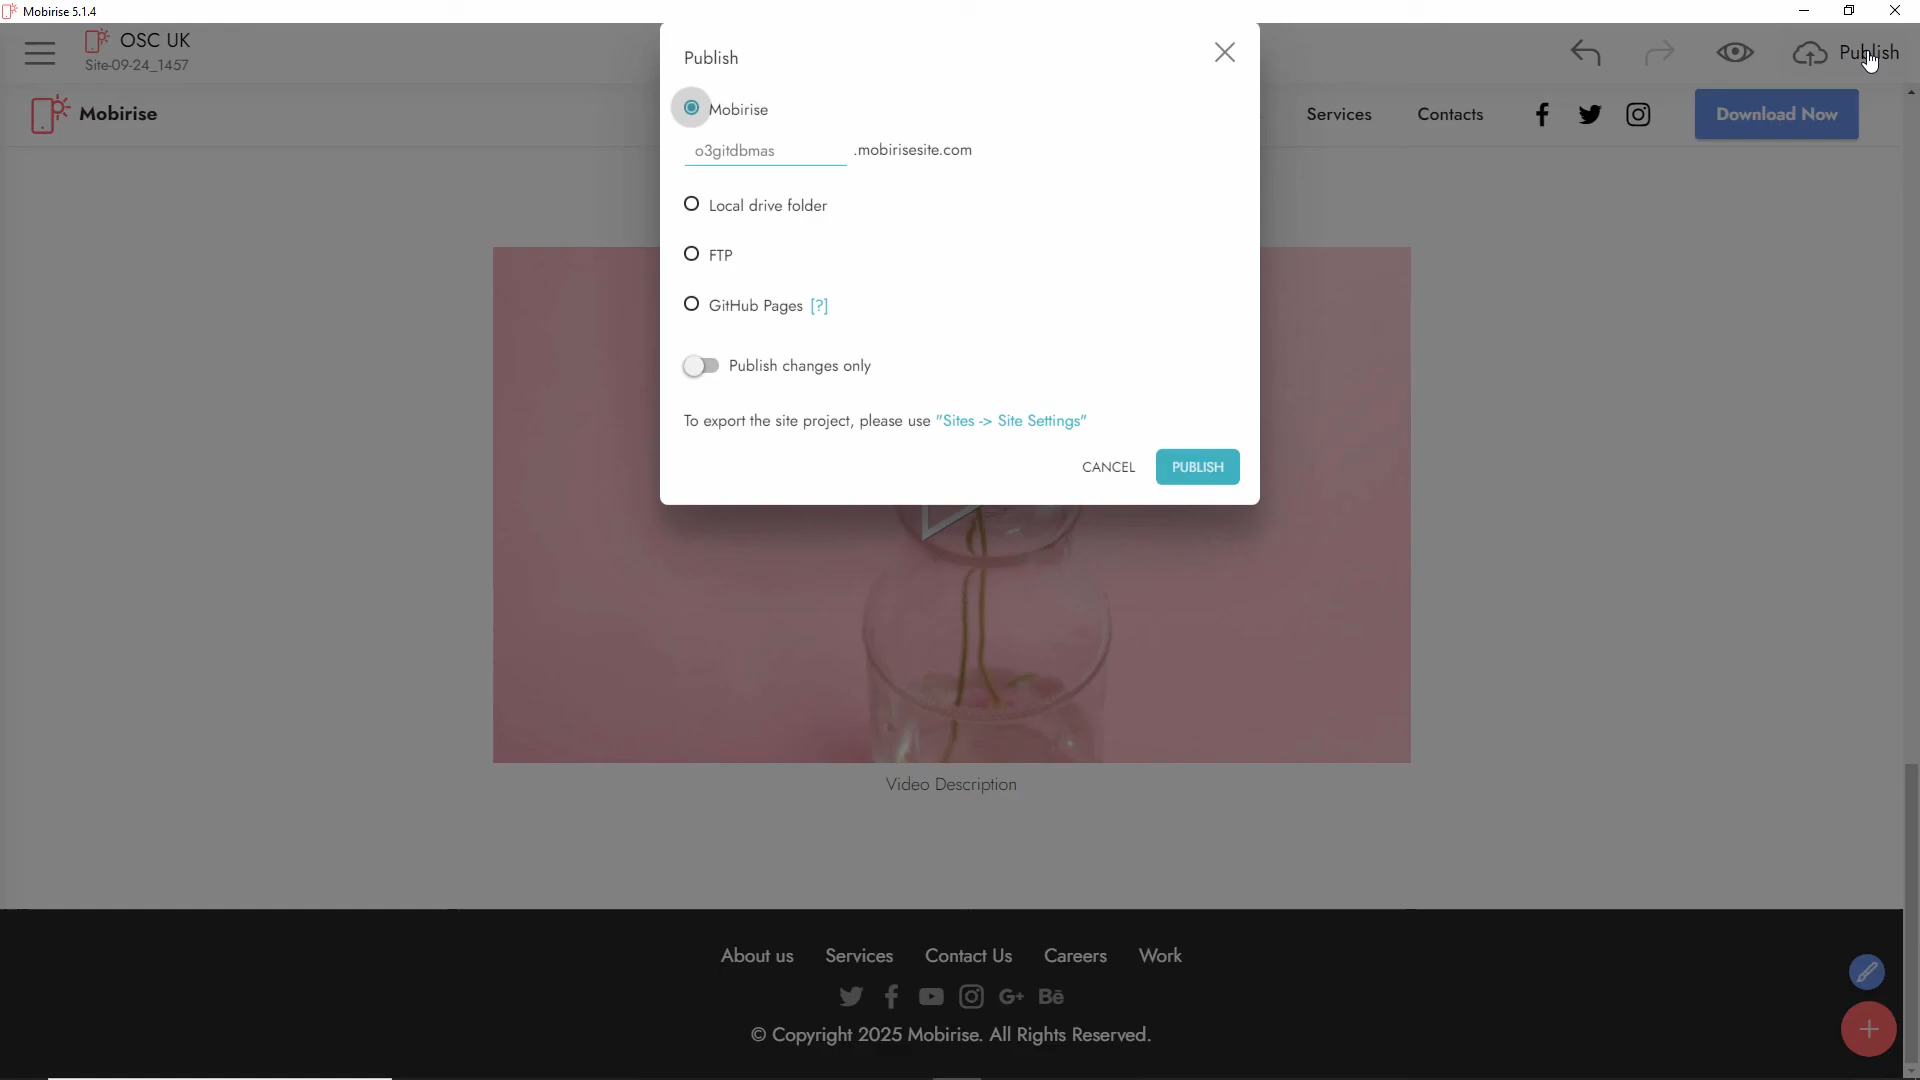 Mobirise 5.1.4
OSC UK
Site-09-24_1457
Publish
Mobirise
Services
Contacts
Download Now
Publish
Mobirise
o3gitdbmas
.mobirisesite.com
Local drive folder
FTP
GitHub Pages [?]
Publish changes only
To export the site project, please use "Sites -> Site Settings"
CANCEL
PUBLISH
Video Description
About us
Services
Contact Us
Careers
Work
G+
Bē
© Copyright 2025 Mobirise. All Rights Reserved.